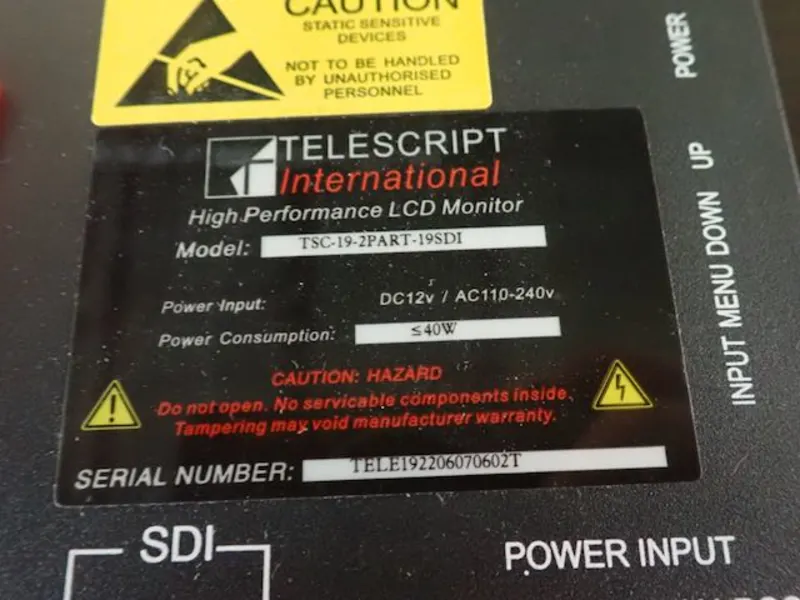 CAUTION
STATIC SENSITIVE
DEVICES
NOT TO BE HANDLED
BY UNAUTHORISED
PERSONNEL
TELESCRIPT
International
High Performance LCD Monitor
Model: TSC-19-2PART-19SDI
Power Input: DC12v / AC110-240v
Power Consumption: ≤40W
CAUTION: HAZARD
Do not open. No servicable components inside.
Tampering may void manufacturer warranty.
SERIAL NUMBER: TELE192206070602T
INPUT MENU DOWN UP POWER
SDI
POWER INPUT